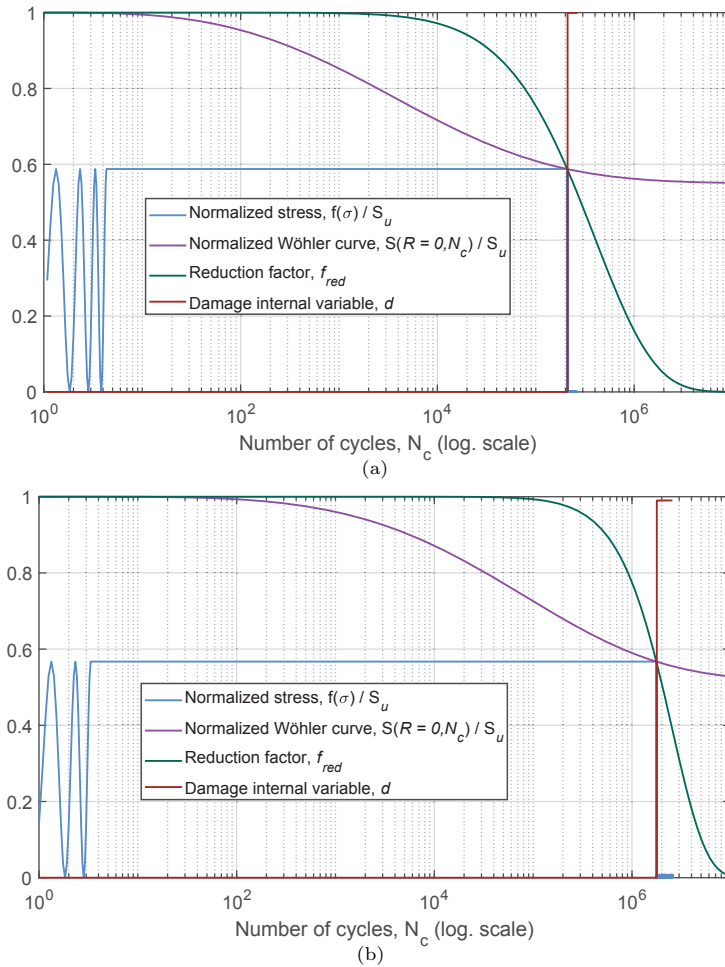 1
0.8
0.6
0.4
0.2
0
Normalized stress, f(σ) / S_u
Normalized Wöhler curve, S(R = 0,N_c) / S_u
Reduction factor, f_red
Damage internal variable, d
10^0 10^2 10^4 10^6
Number of cycles, N_c (log. scale)
(a)
1
0.8
0.6
0.4
0.2
0
Normalized stress, f(σ) / S_u
Normalized Wöhler curve, S(R = 0,N_c) / S_u
Reduction factor, f_red
Damage internal variable, d
10^0 10^2 10^4 10^6
Number of cycles, N_c (log. scale)
(b)